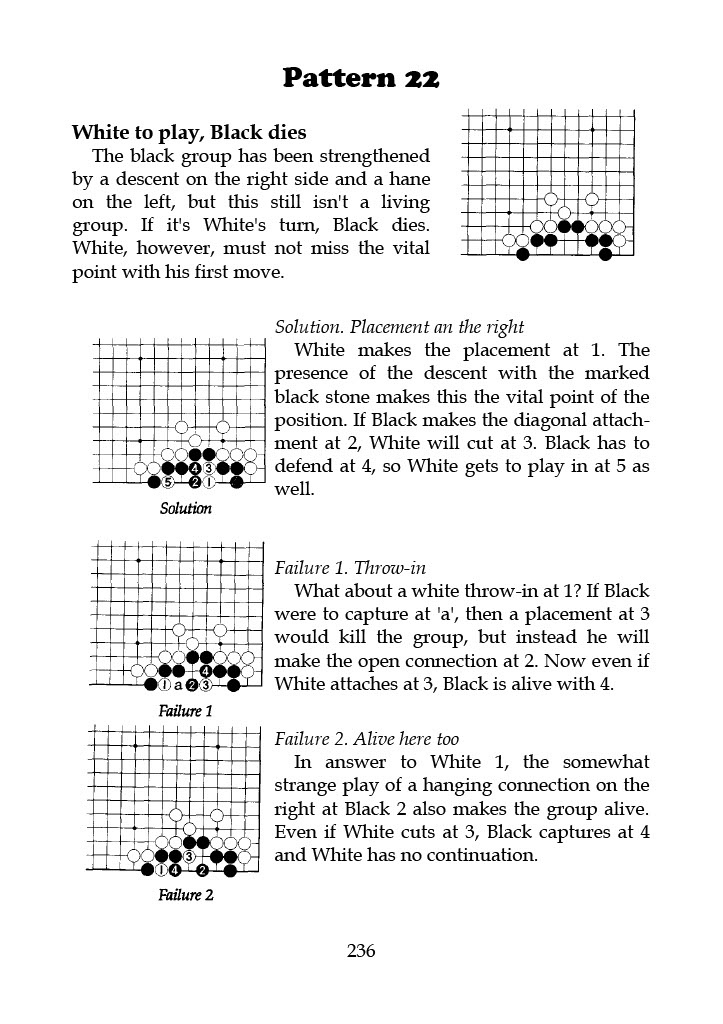 Pattern 22
White to play, Black dies
The black group has been strengthened
by a descent on the right side and a hane
on the left, but this still isn't a living
group. If it's White's turn, Black dies.
White, however, must not miss the vital
point with his first move.
Solution. Placement an the right
White makes the placement at 1. The
presence of the descent with the marked
black stone makes this the vital point of the
position. If Black makes the diagonal attach-
ment at 2, White will cut at 3. Black has to
defend at 4, so White gets to play in at 5 as
well.
4 3
5 2 1
Solution
Failure 1. Throw-in
What about a white throw-in at 1? If Black
were to capture at 'a', then a placement at 3
would kill the group, but instead he will
make the open connection at 2. Now even if
White attaches at 3, Black is alive with 4.
4
1 a 2 3
Failure 1
Failure 2. Alive here too
In answer to White 1, the somewhat
strange play of a hanging connection on the
right at Black 2 also makes the group alive.
Even if White cuts at 3, Black captures at 4
and White has no continuation.
3
1 4 2
Failure 2
236